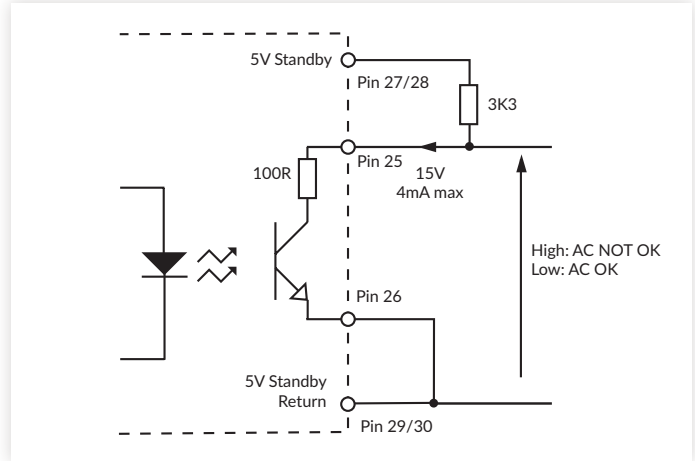 5V Standby
Pin 27/28
3K3
100R
Pin 25
15V
4mA max
High: AC NOT OK
Low: AC OK
Pin 26
5V Standby
Return
Pin 29/30